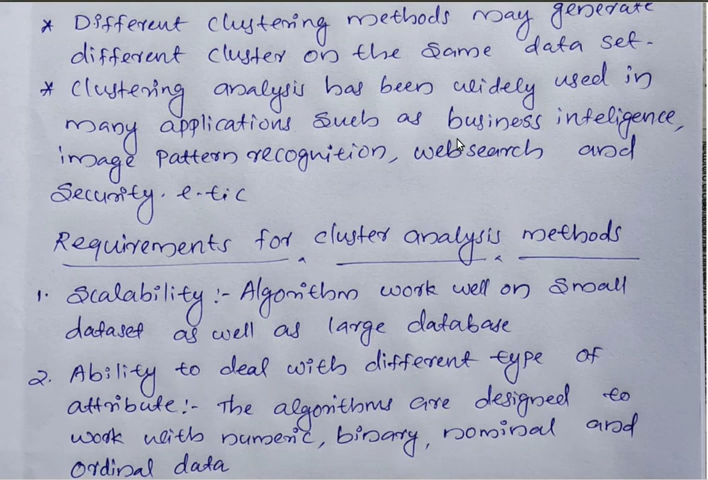 * Different clustering methods may generate
different cluster on the same data set.
* Clustering analysis has been widely used in
many applications such as business inteligence,
image pattern recognition, websearch and
Security. e.tic
Requirements for cluster analysis methods
1. Scalability :- Algorithm work well on small
dataset as well as large database
2. Ability to deal with different type of
attribute :- The algorithms are designed to
work with numeric, binary, nominal and
ordinal data